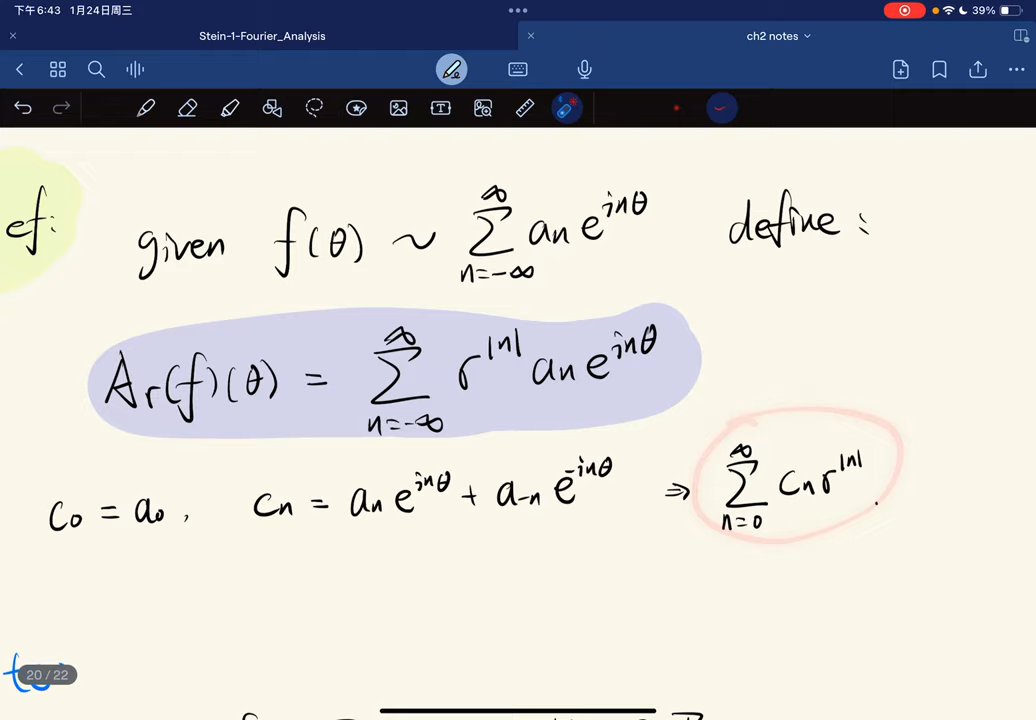 下午6:43 1月24日周三 39%
Stein-1-Fourier_Analysis
ch2 notes
ef:
given f(θ) ~ ∑_{n=-∞}^{∞} a_n e^{inθ} define:
A_r(f)(θ) = ∑_{n=-∞}^{∞} r^{|n|} a_n e^{inθ}
c_0 = a_0, c_n = a_n e^{inθ} + a_{-n} e^{-inθ} ⇒ ∑_{n=0}^{∞} c_n r^{|n|}.
20 / 22